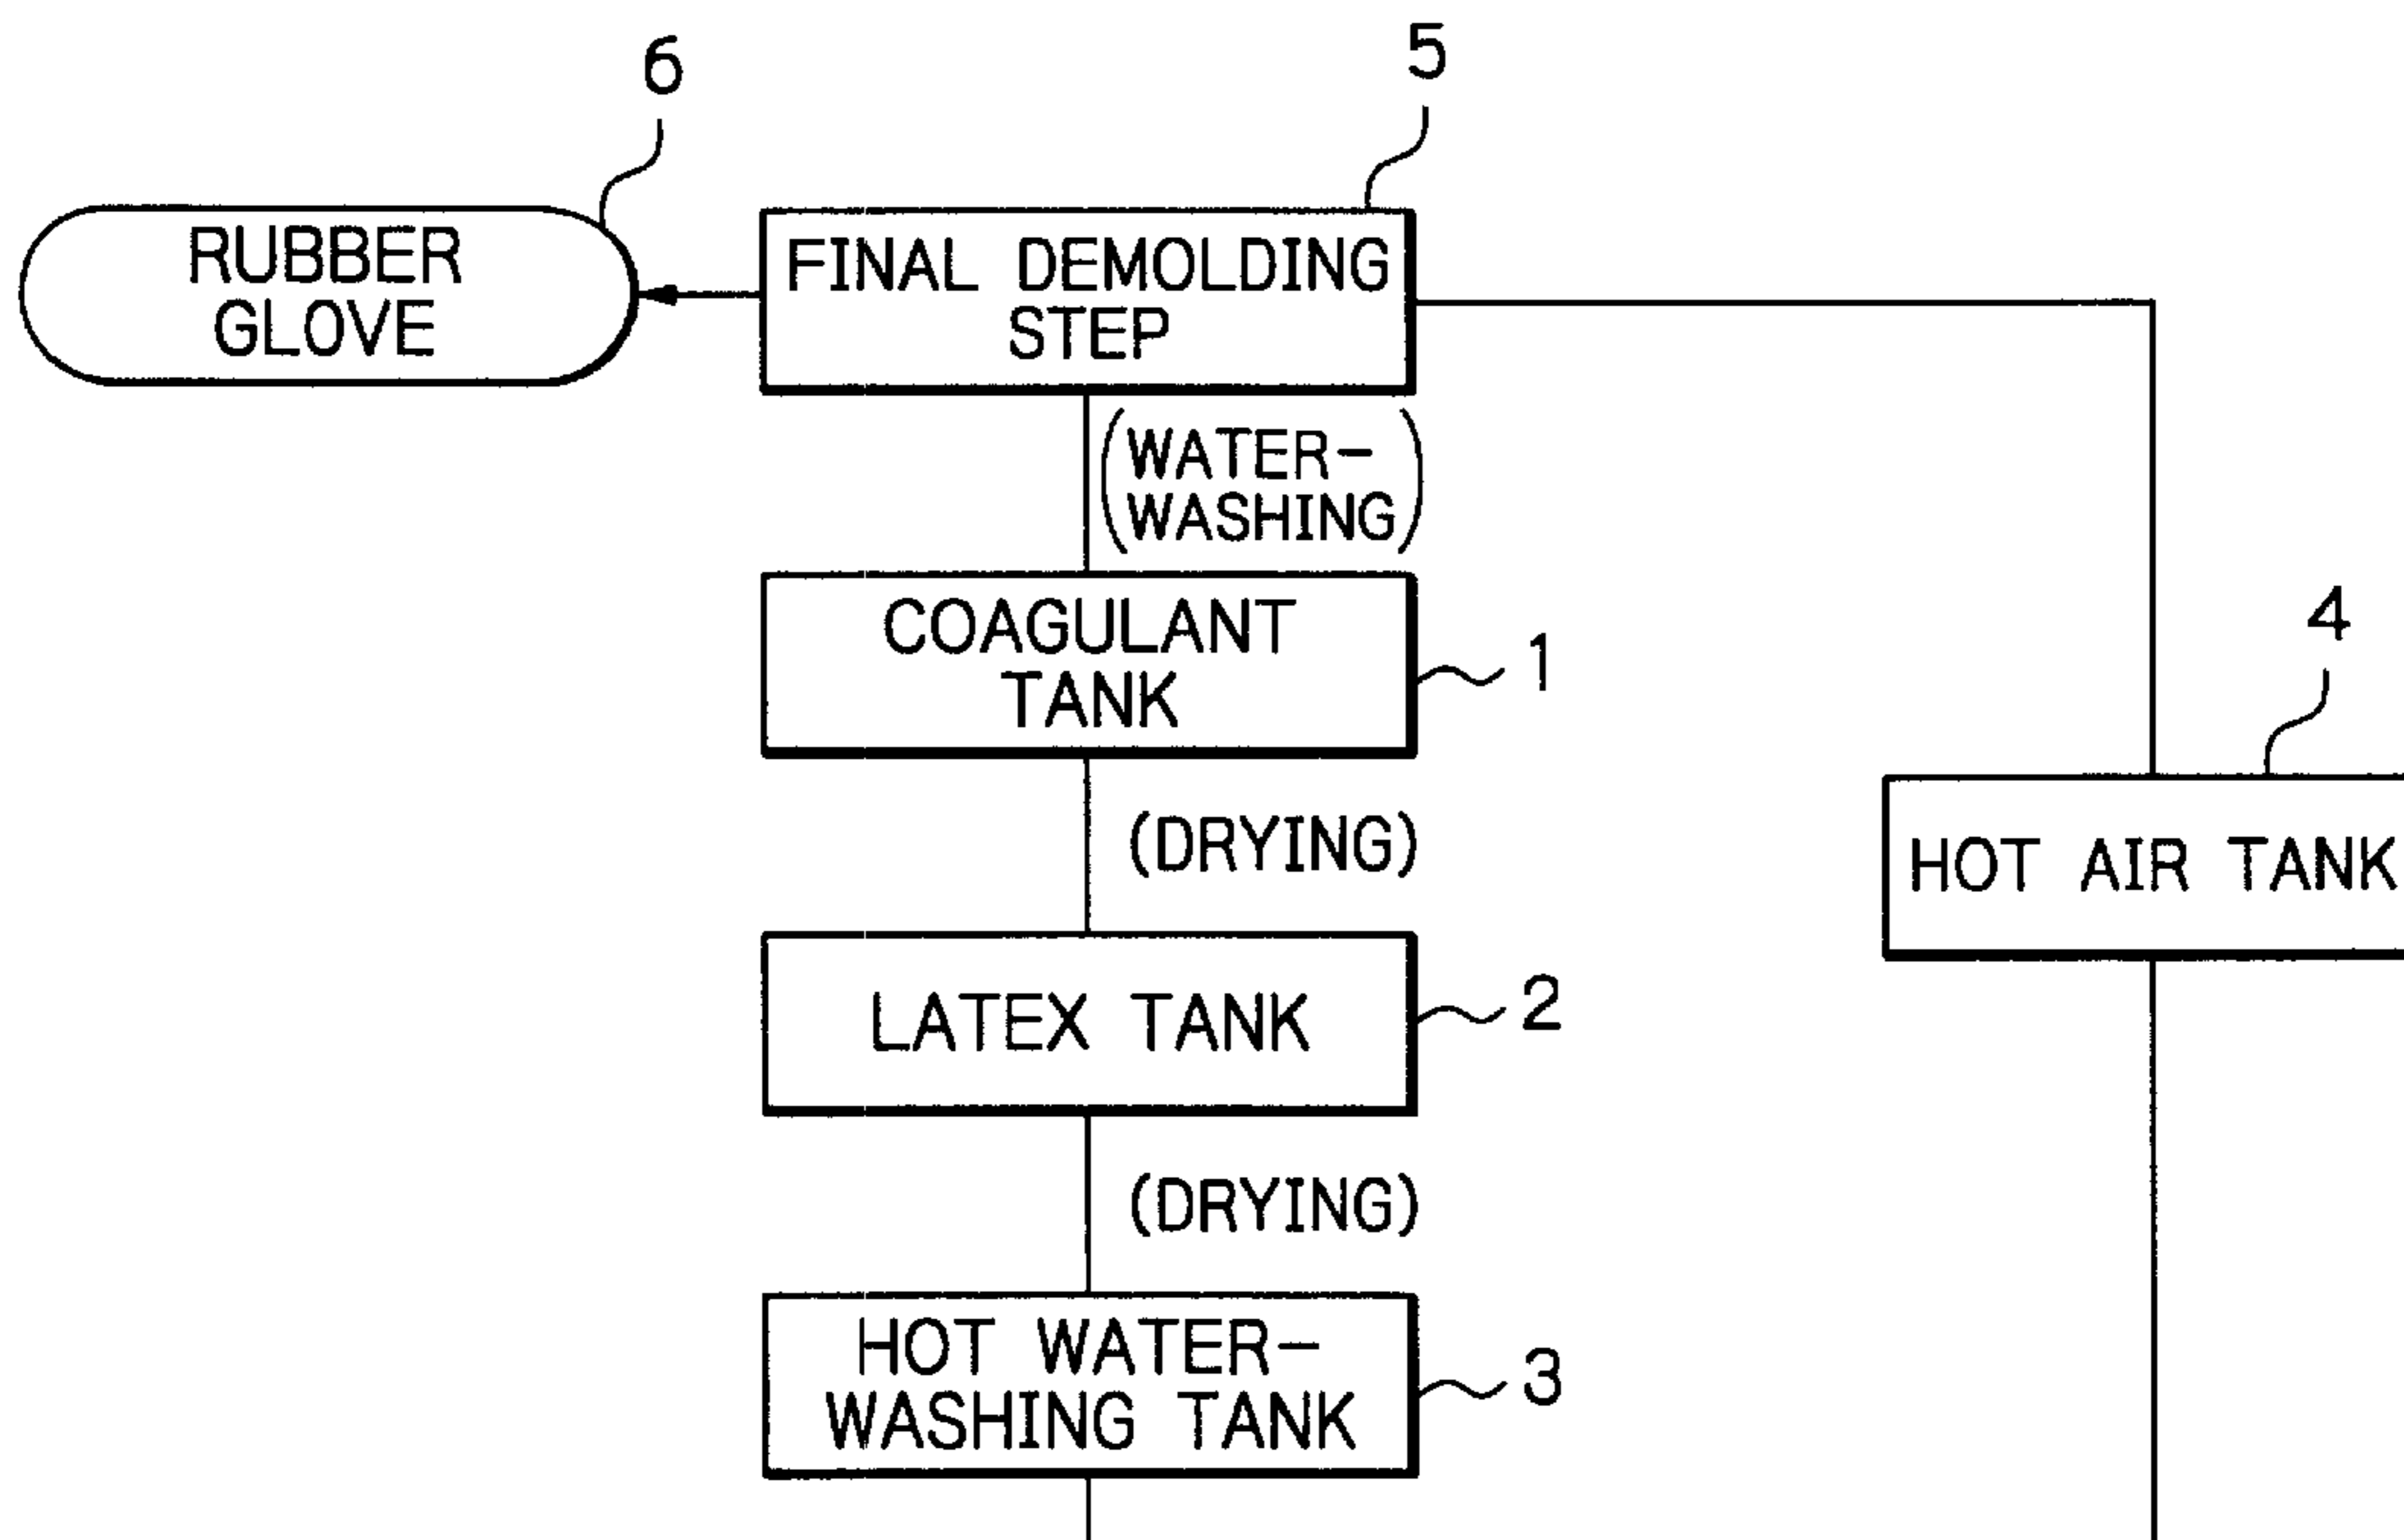 6
5
RUBBER
GLOVE
FINAL DEMOLDING
STEP
(WATER-
WASHING)
COAGULANT
TANK
1
4
(DRYING)
HOT AIR TANK
LATEX TANK
2
(DRYING)
HOT WATER-
WASHING TANK
3